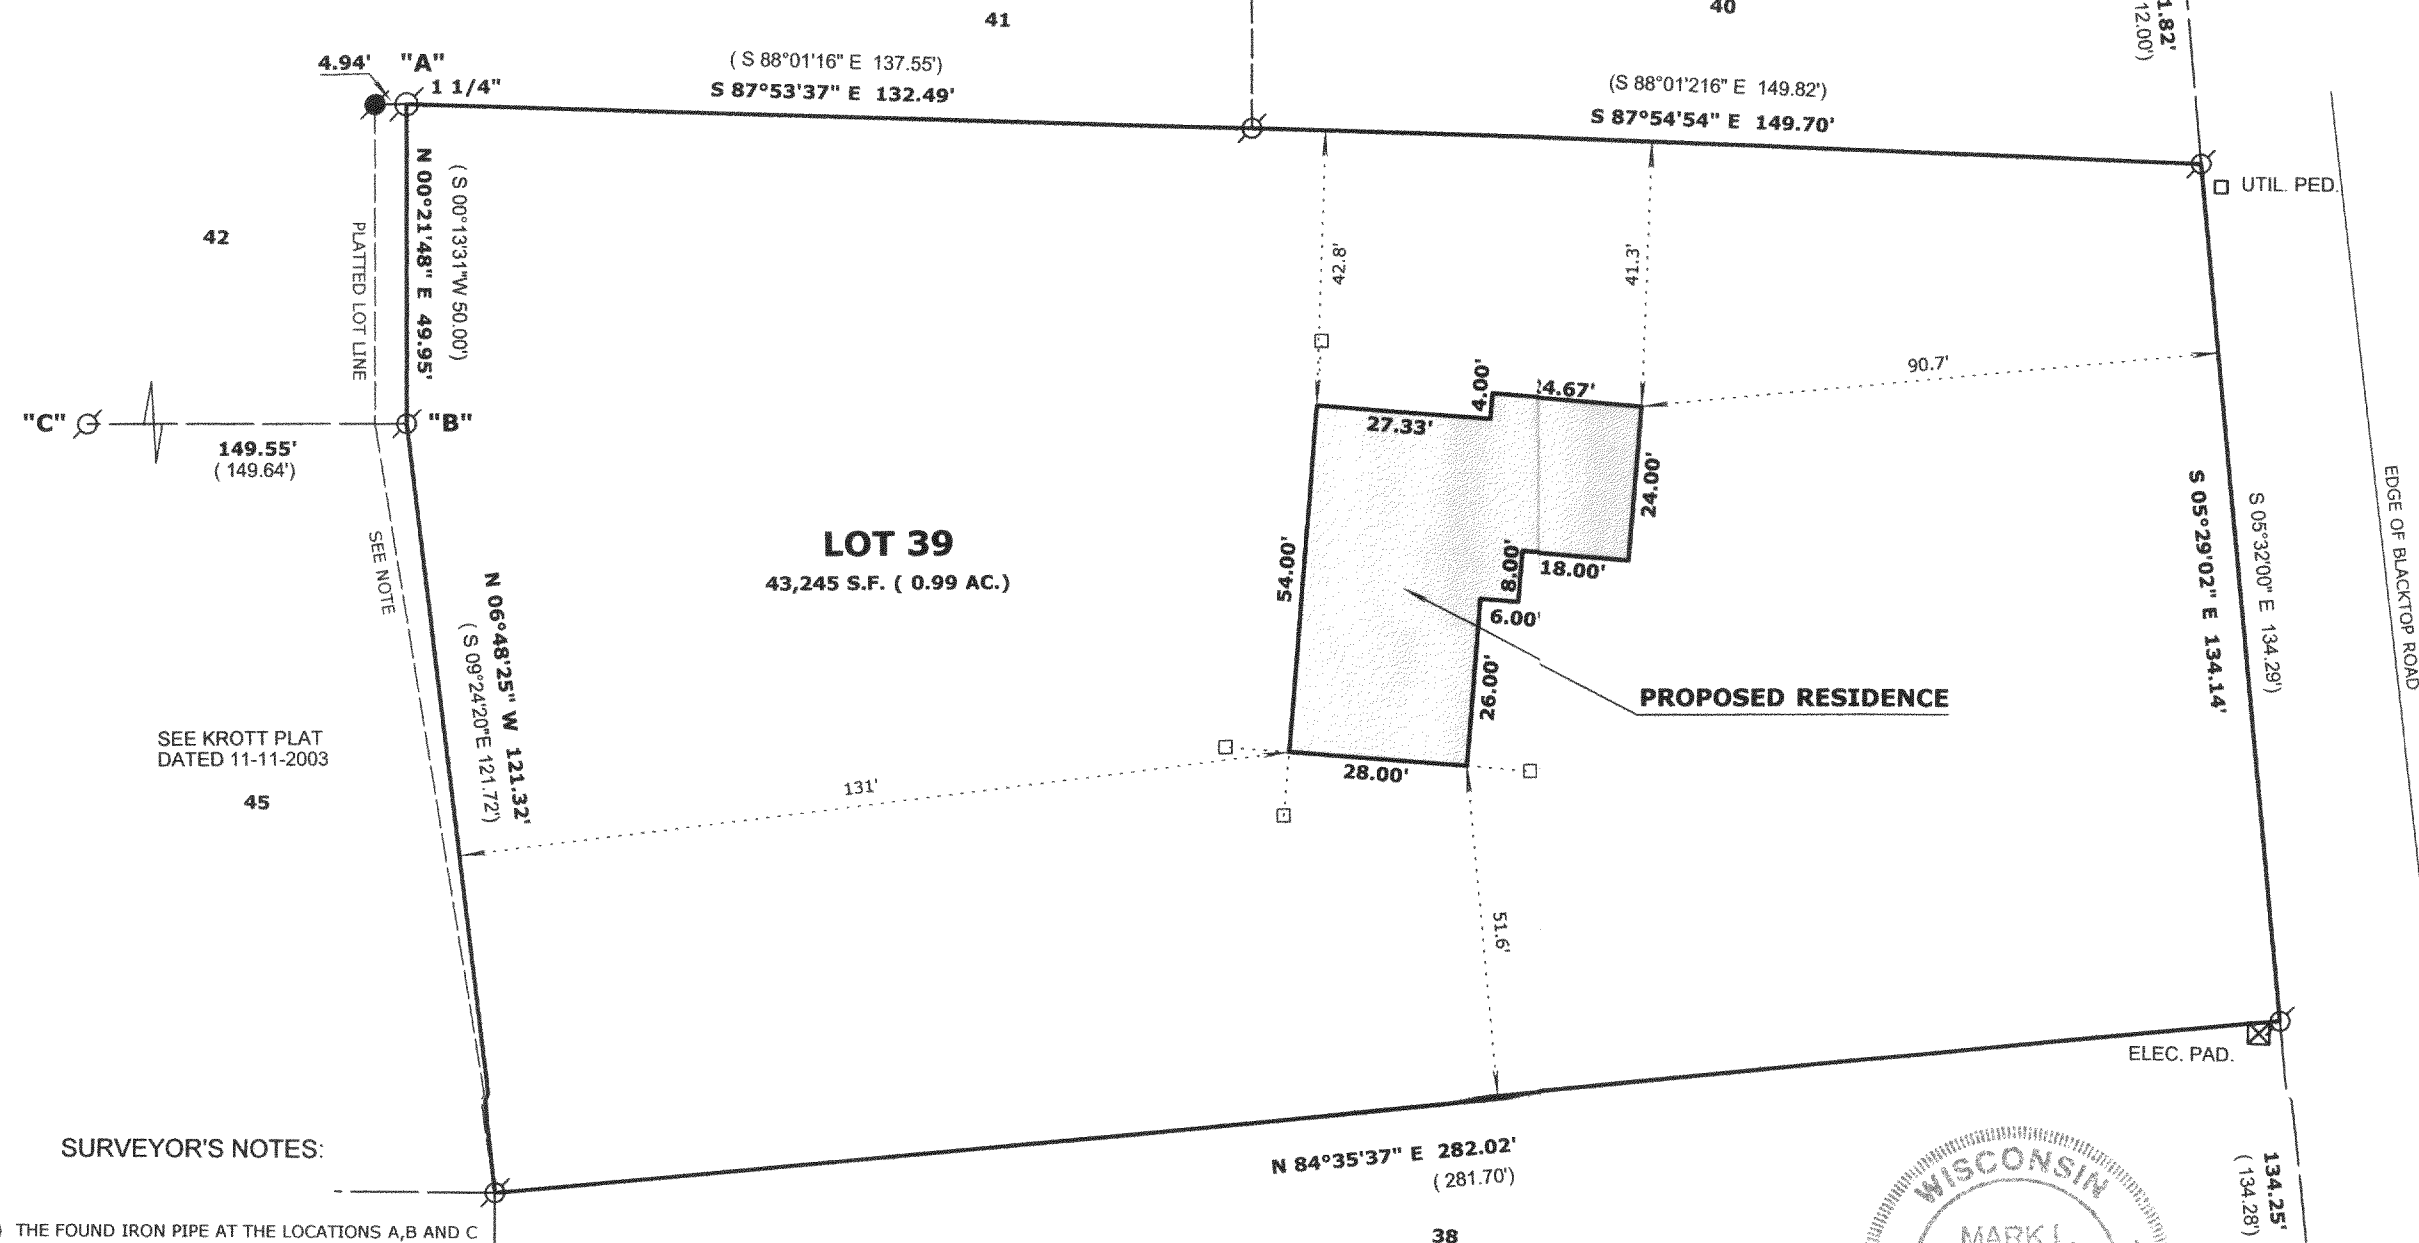 41
40
1.82'
12.00')
4.94'
"A"
1 1/4"
( S 88°01'16" E 137.55')
S 87°53'37" E 132.49'
(S 88°01'216" E 149.82')
S 87°54'54" E 149.70'
UTIL. PED.
N 00°21'48" E 49.95'
( S 00°13'31"W 50.00')
PLATTED LOT LINE
42
42.8'
41.3'
90.7'
"C"
"B"
149.55'
( 149.64')
4.00'
4.67'
27.33'
24.00'
EDGE OF BLACKTOP ROAD
S 05°29'02" E 134.14'
S 05°32'00" E 134.29')
SEE NOTE
LOT 39
43,245 S.F. ( 0.99 AC.)
54.00'
8.00'
18.00'
6.00'
26.00'
N 06°48'25" W 121.32'
( S 09°24'20"E 121.72')
PROPOSED RESIDENCE
SEE KROTT PLAT
DATED 11-11-2003
45
131'
28.00'
51.6'
ELEC. PAD.
SURVEYOR'S NOTES:
N 84°35'37" E 282.02'
( 281.70')
134.25'
( 134.28')
WISCONSIN
MARK L.
THE FOUND IRON PIPE AT THE LOCATIONS A,B AND C
38